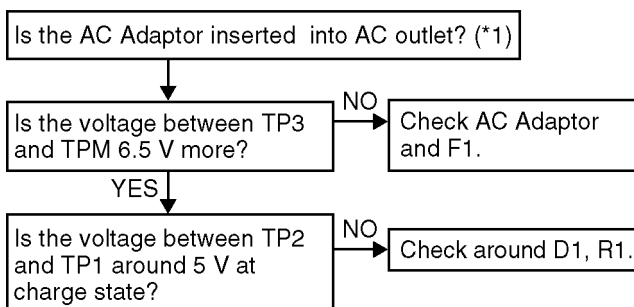 Is the AC Adaptor inserted into AC outlet? (*1)
Is the voltage between TP3
and TPM 6.5 V more?
NO
Check AC Adaptor
and F1.
YES
Is the voltage between TP2
and TP1 around 5 V at
charge state?
NO
Check around D1, R1.